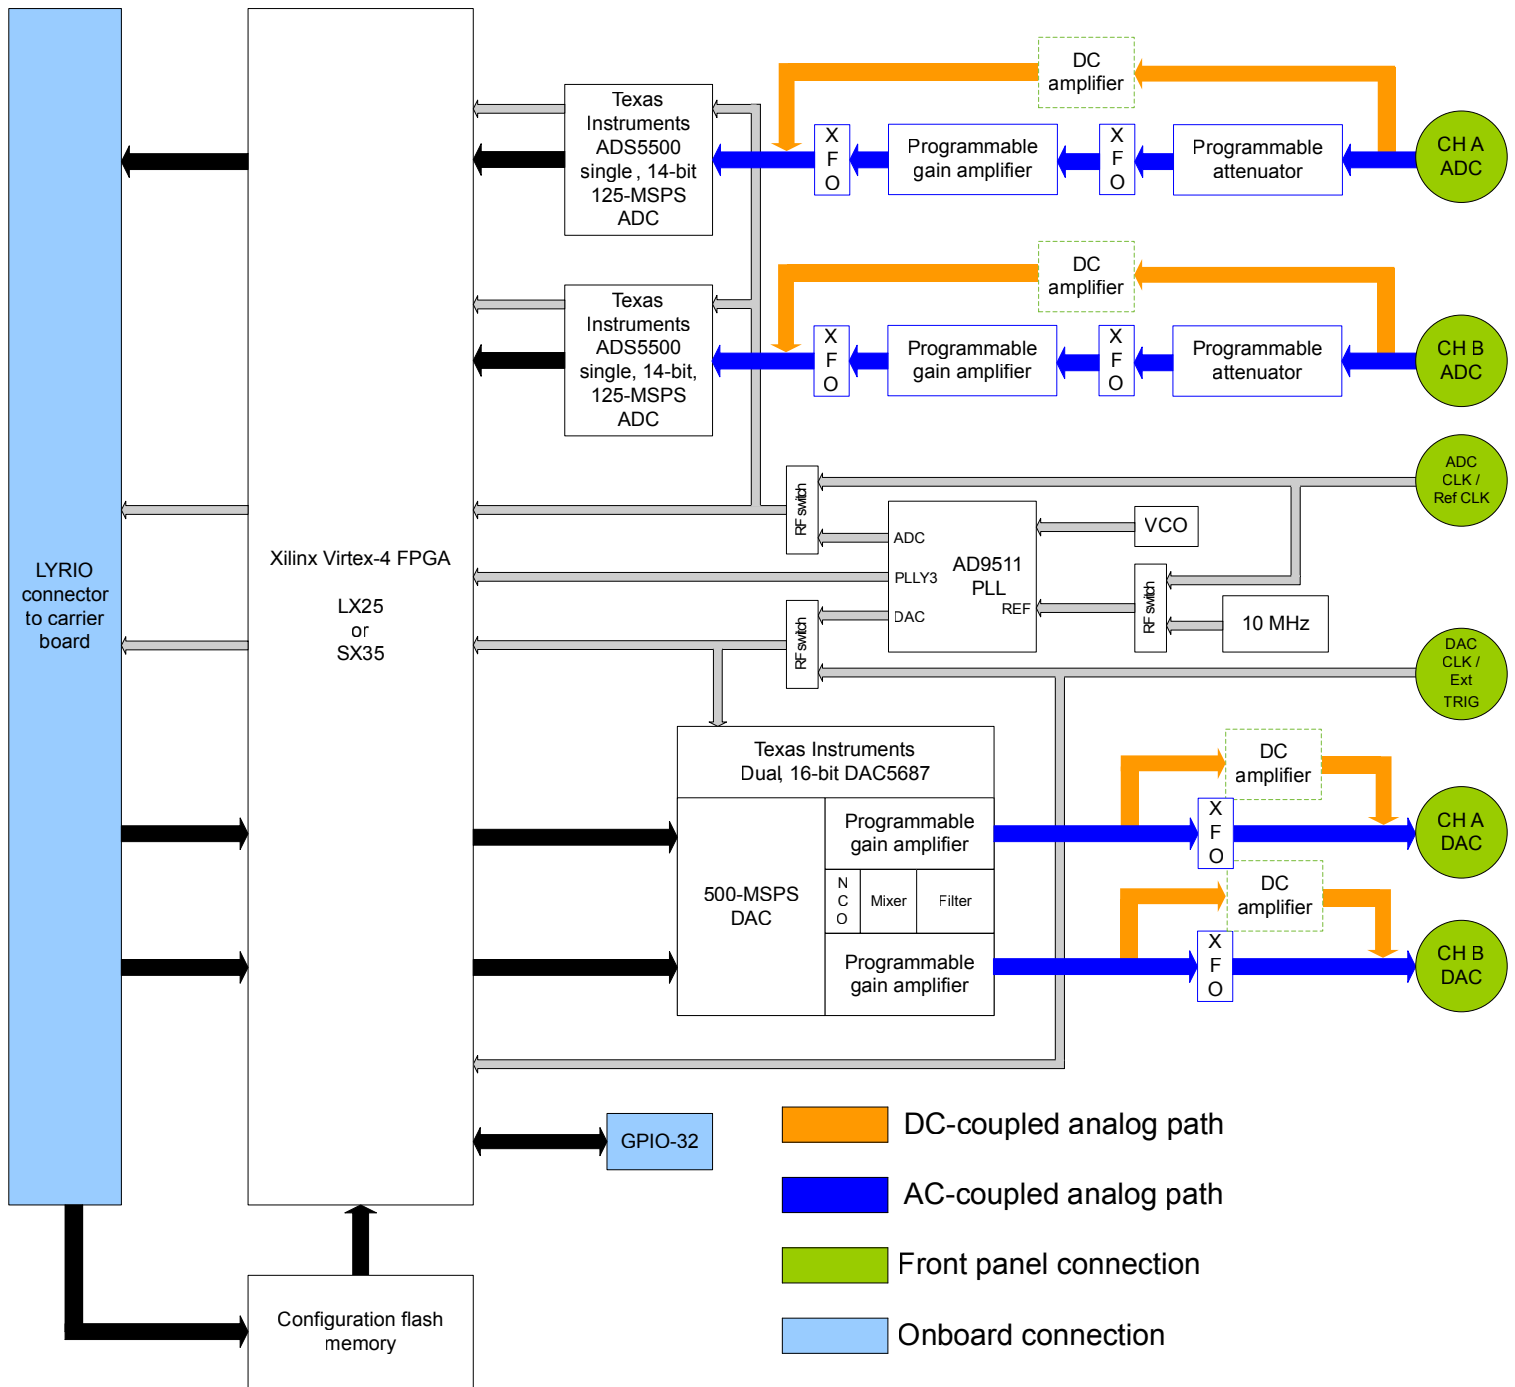 LYRIO
connector
to carrier
board
Xilinx Virtex-4 FPGA
LX25
or
SX35
Configuration flash
memory
Texas
Instruments
ADS5500
single , 14-bit
125-MSPS
ADC
X
F
O
Programmable
gain amplifier
X
F
O
Programmable
attenuator
DC
amplifier
CH A
ADC
Texas
Instruments
ADS5500
single, 14-bit,
125-MSPS
ADC
X
F
O
Programmable
gain amplifier
X
F
O
Programmable
attenuator
DC
amplifier
CH B
ADC
ADC
CLK /
Ref CLK
RF switch
ADC
PLLY3
DAC
AD9511
PLL
REF
VCO
RF switch
10 MHz
RF switch
DAC
CLK /
Ext
TRIG
Texas Instruments
Dual, 16-bit DAC5687
500-MSPS
DAC
Programmable
gain amplifier
N
C
O
Mixer
Filter
Programmable
gain amplifier
DC
amplifier
X
F
O
CH A
DAC
DC
amplifier
X
F
O
CH B
DAC
GPIO-32
DC-coupled analog path
AC-coupled analog path
Front panel connection
Onboard connection